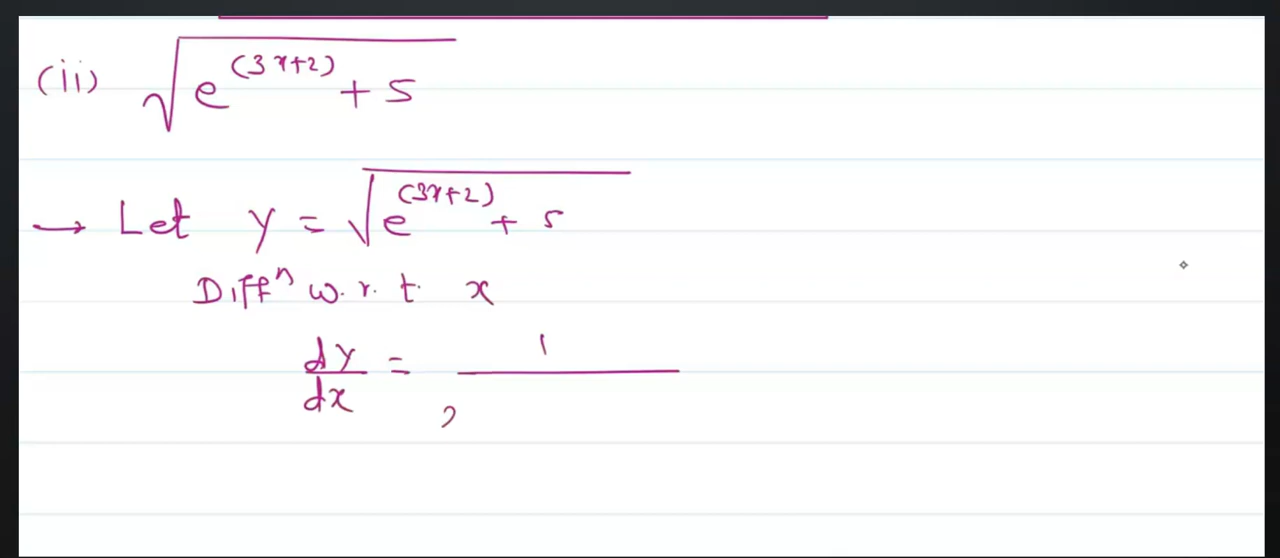 (ii) √(e^(3x+2) + 5)
→ Let y = √(e^(3x+2) + 5)
Diffⁿ w.r.t. x
dy/dx = 1/2